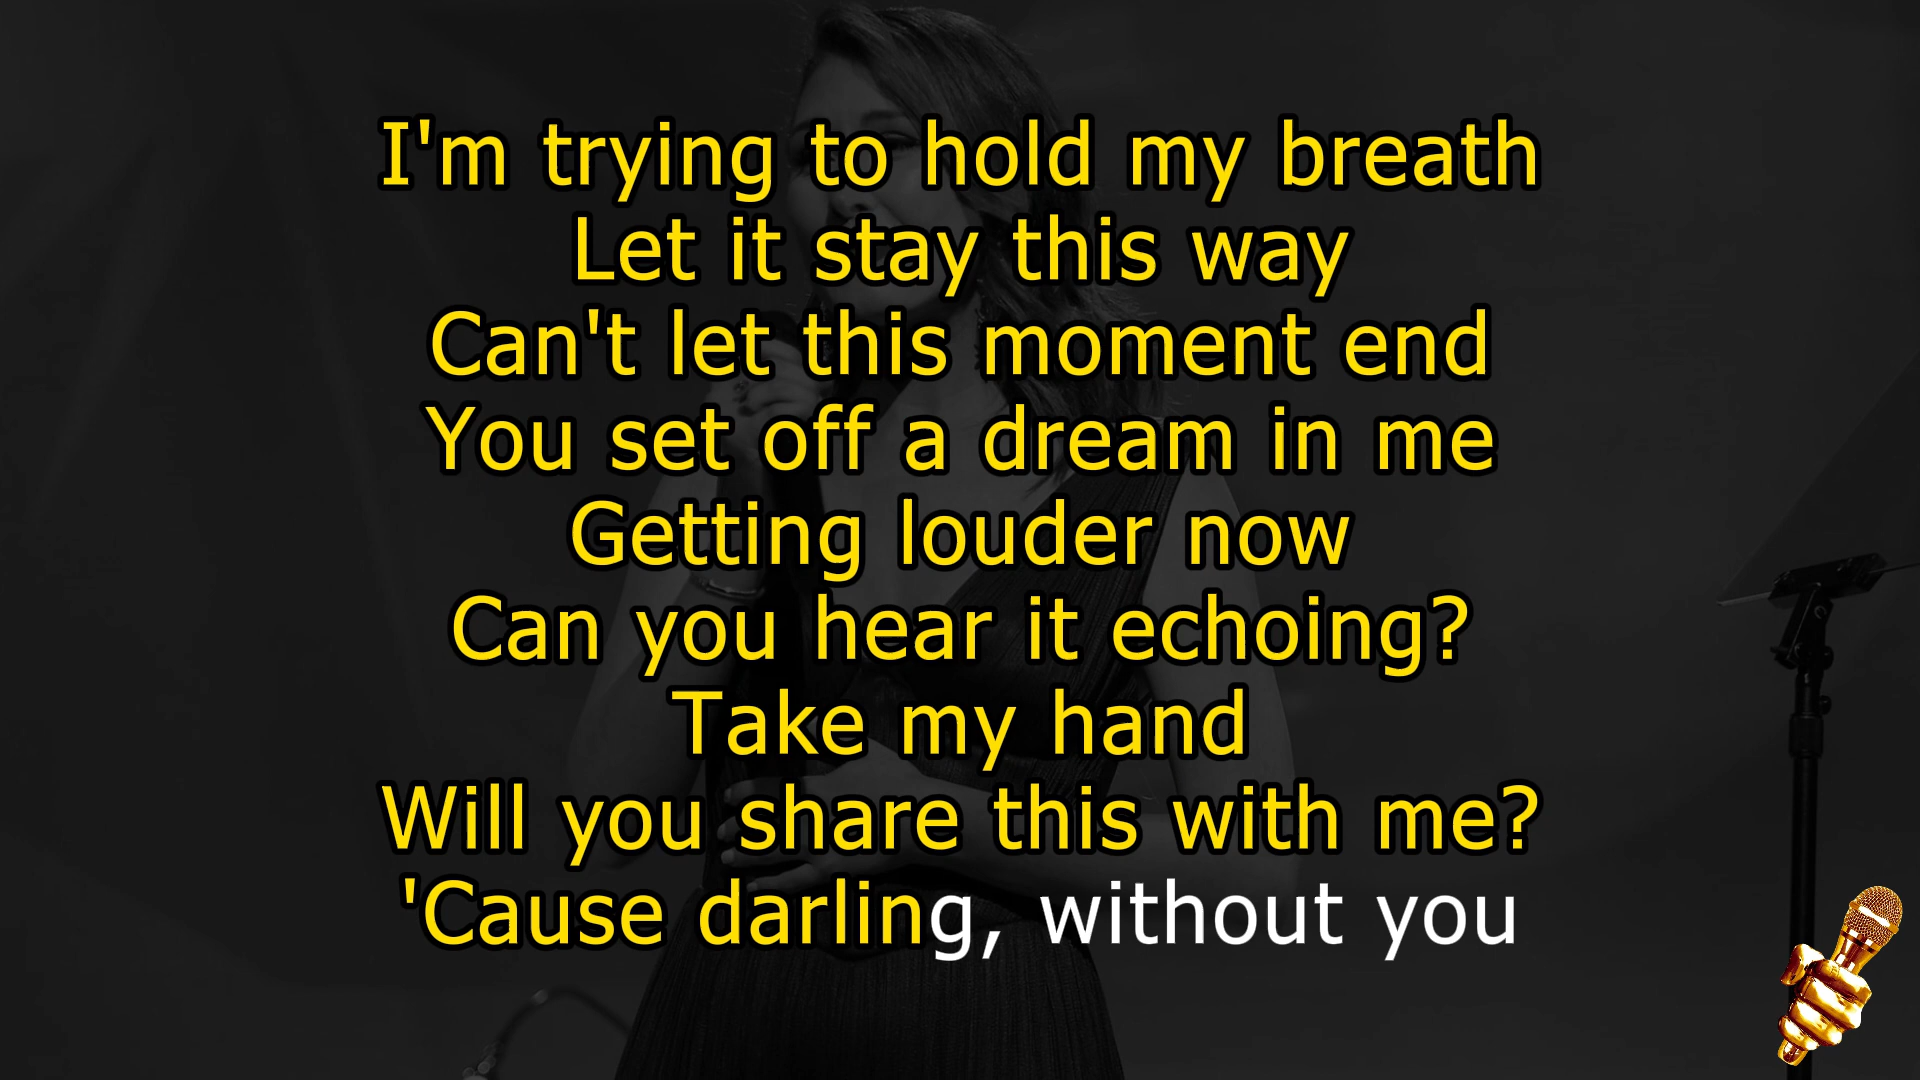 I'm trying to hold my breath
Let it stay this way
Can't let this moment end
You set off a dream in me
Getting louder now
Can you hear it echoing?
Take my hand
Will you share this with me?
'Cause darling, without you